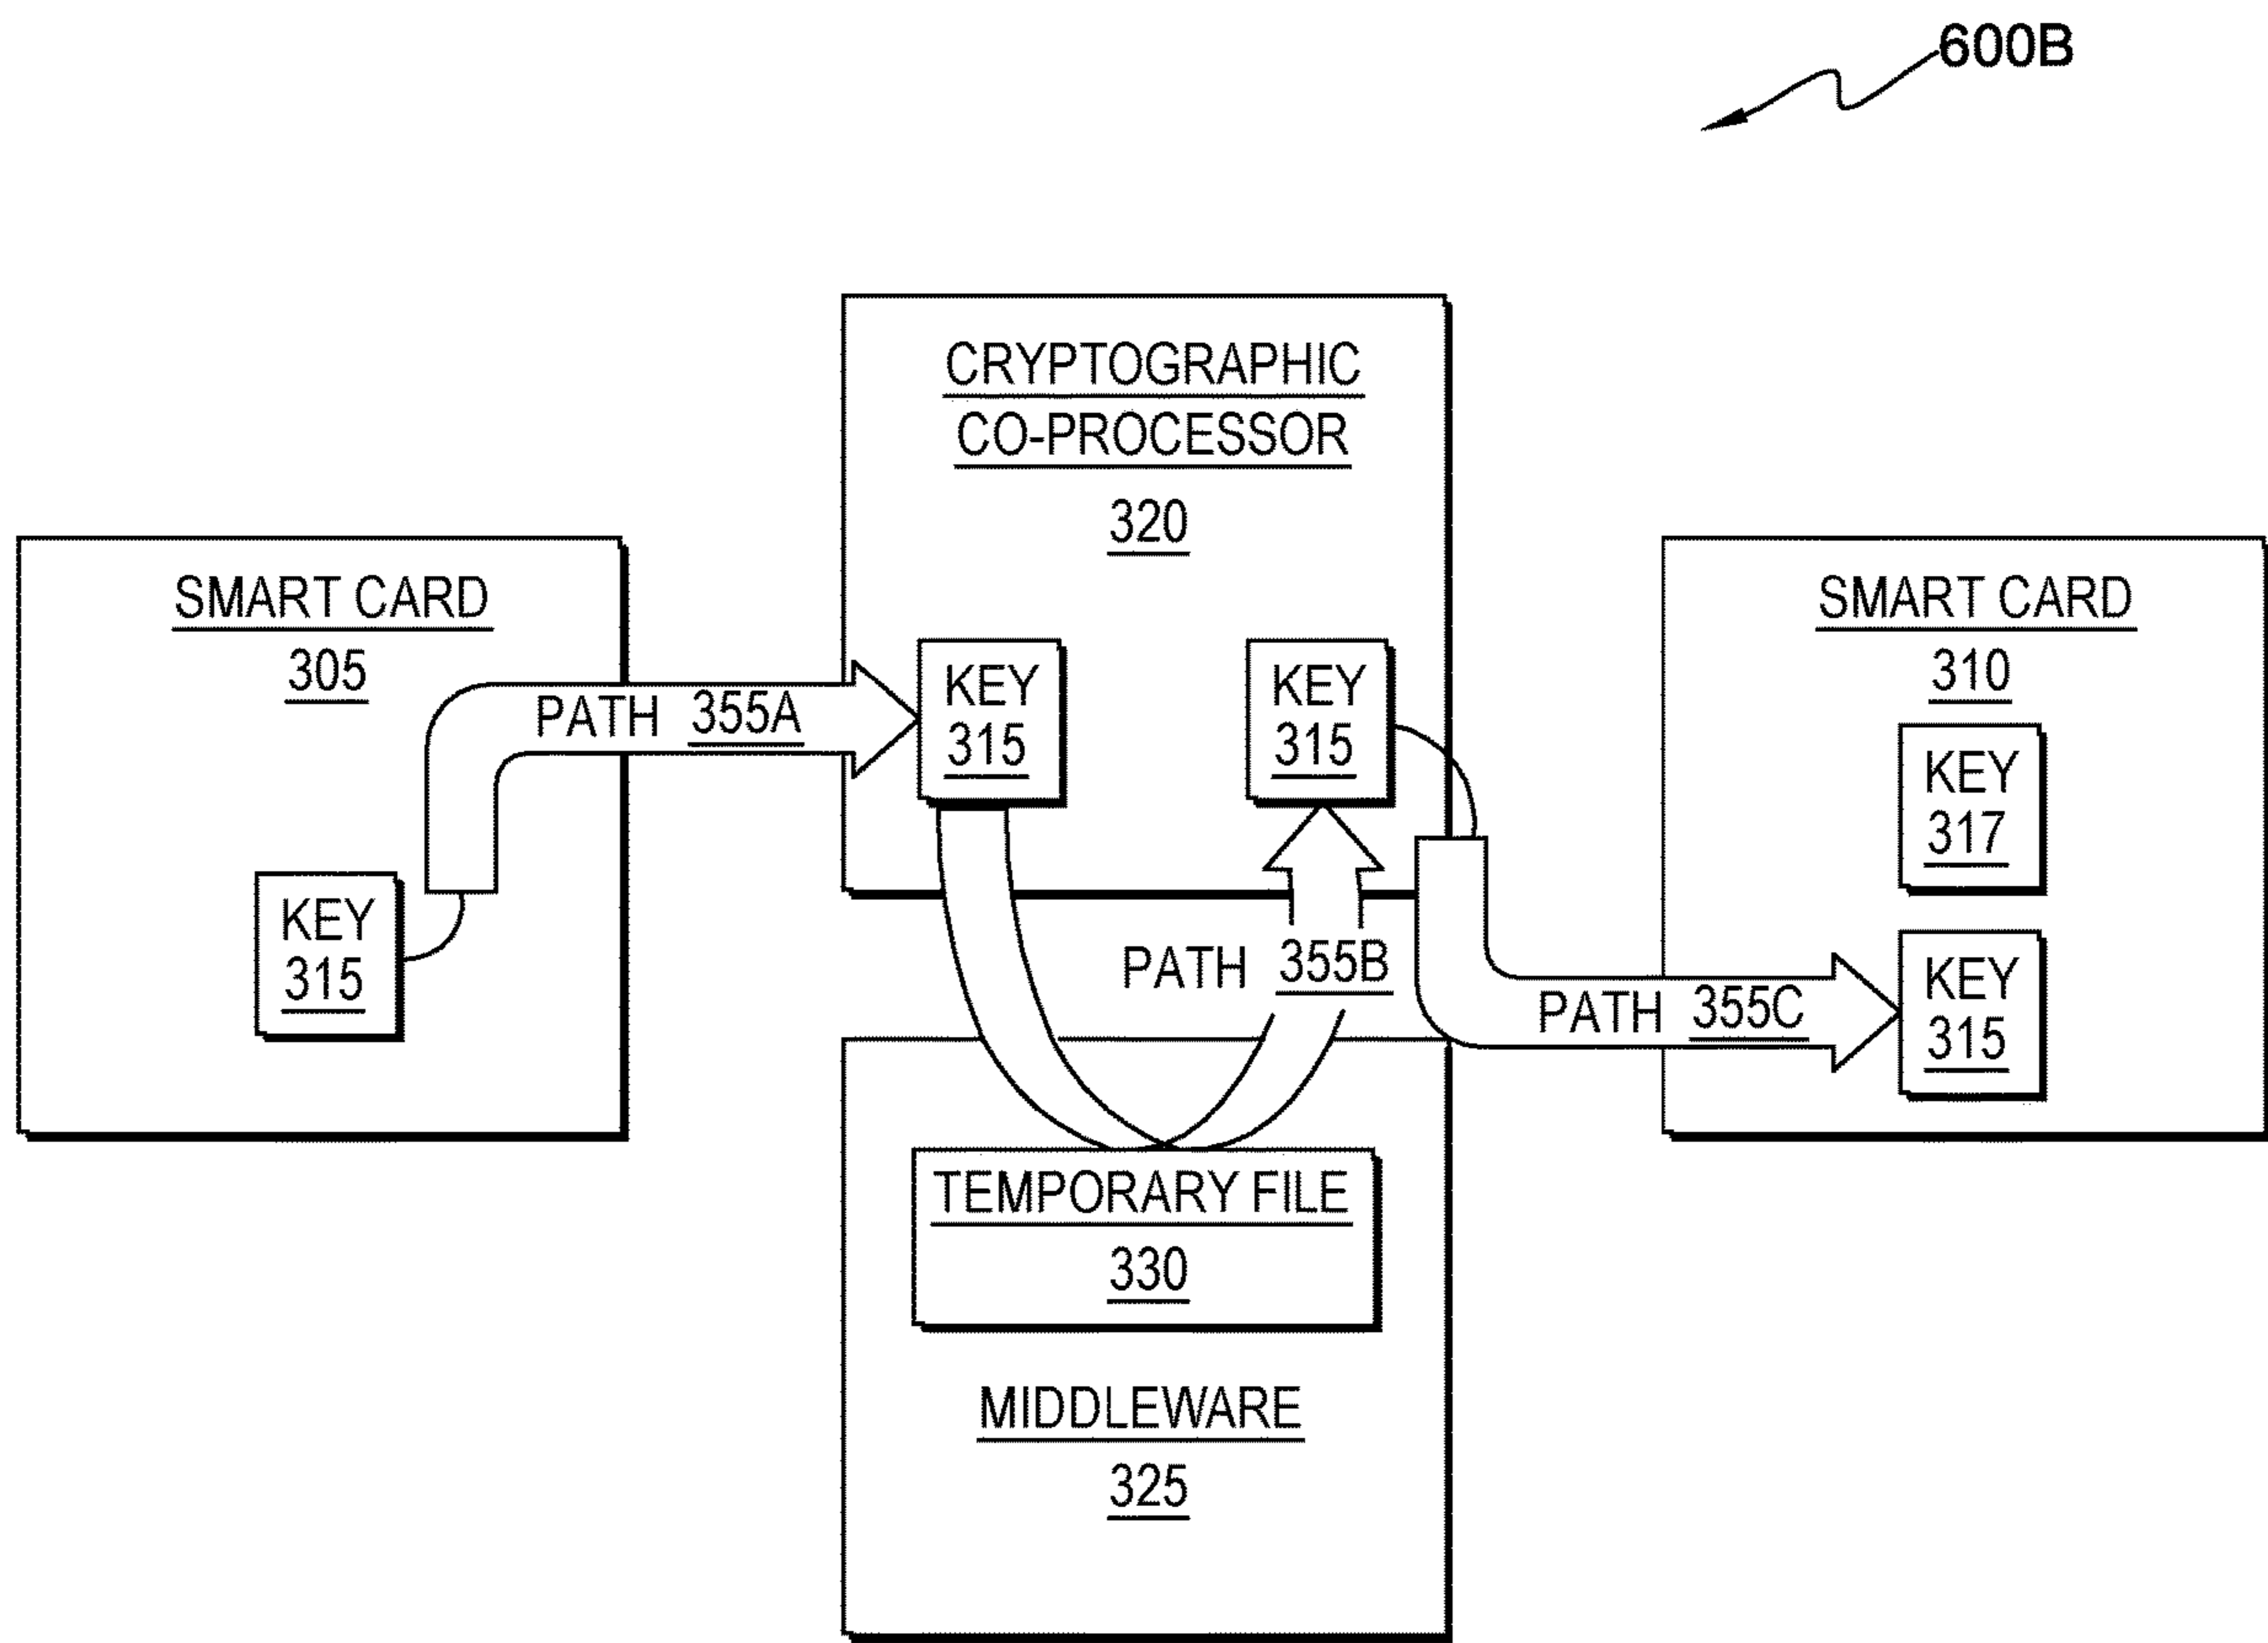 600B
CRYPTOGRAPHIC
CO-PROCESSOR
320
SMART CARD
305
KEY
315
PATH 355A
KEY
315
KEY
315
SMART CARD
310
KEY
317
KEY
315
PATH 355B
PATH 355C
TEMPORARY FILE
330
MIDDLEWARE
325